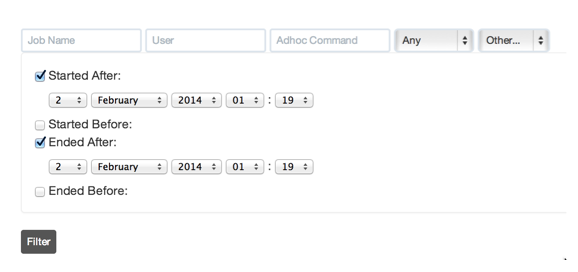 Job Name User Adhoc Command Any Other...
Started After:
2 February 2014 01 : 19
Started Before:
Ended After:
2 February 2014 01 : 19
Ended Before:
Filter